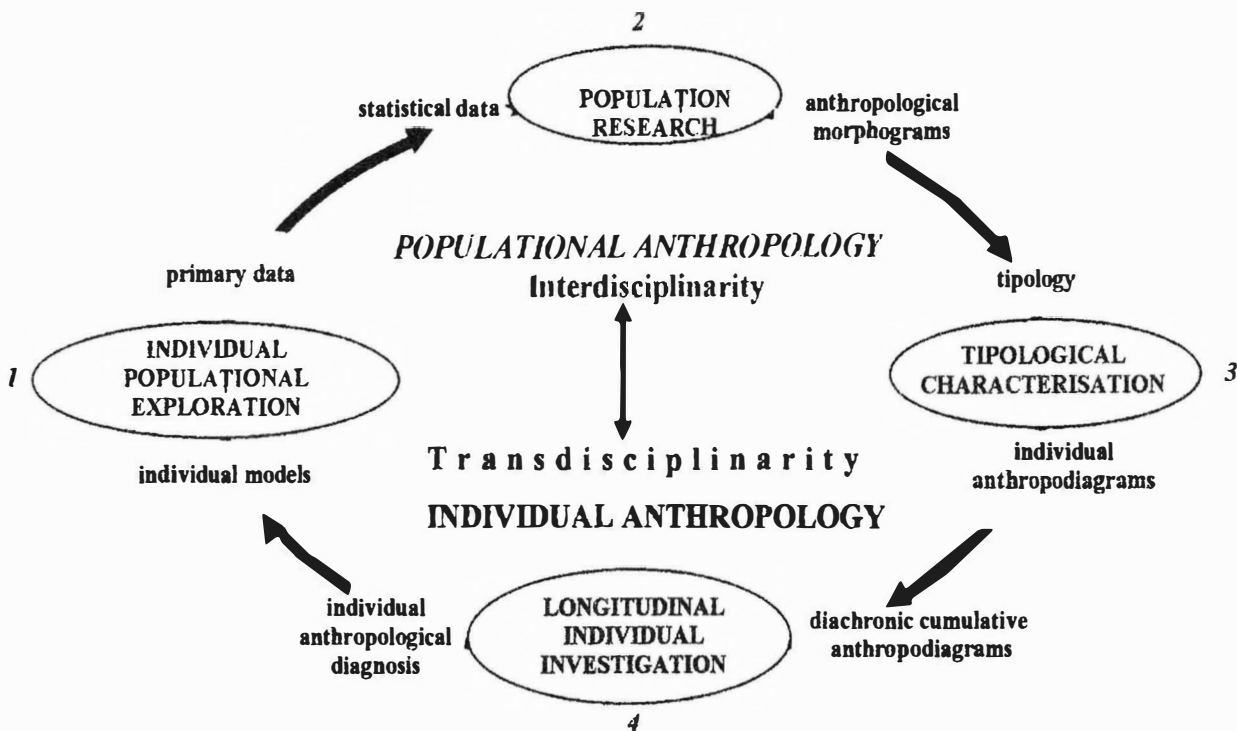 2
POPULATION
RESEARCH
statistical data
anthropological
morphograms
POPULATIONAL ANTHROPOLOGY
Interdisciplinarity
primary data
tipology
1
INDIVIDUAL
POPULATIONAL
EXPLORATION
TIPOLOGICAL
CHARACTERISATION
3
individual models
individual
anthropodiagrams
Transdisciplinarity
INDIVIDUAL ANTHROPOLOGY
individual
anthropological
diagnosis
LONGITUDINAL
INDIVIDUAL
INVESTIGATION
diachronic cumulative
anthropodiagrams
4